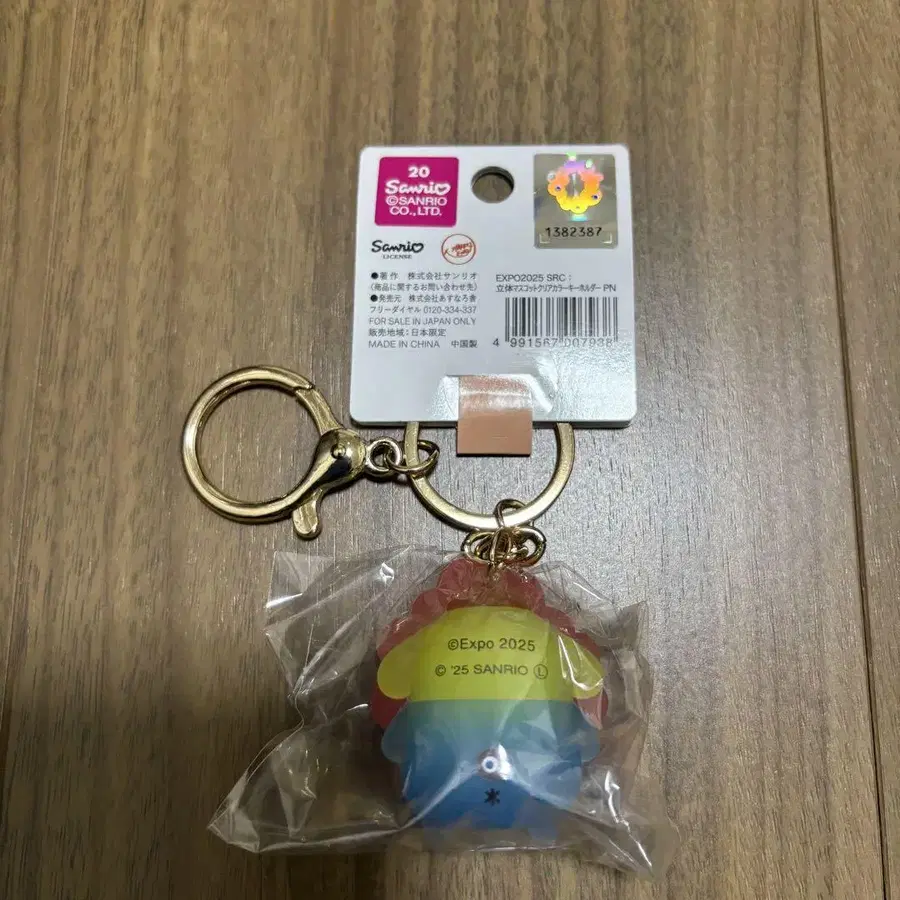 20
Sanrio
©SANRIO
CO., LTD.
1382387
Sanrio
LICENSE
●著作 株式会社サンリオ
(商品に関するお問い合わせ先)
●発売元 株式会社あすなろ舎
フリーダイヤル 0120-334-337
FOR SALE IN JAPAN ONLY
販売地域:日本限定
MADE IN CHINA 中国製
EXPO2025 SRC:
立体マスコットクリアカラーキーホルダー PN
4 991567 007938
©Expo 2025
© '25 SANRIO Ⓛ